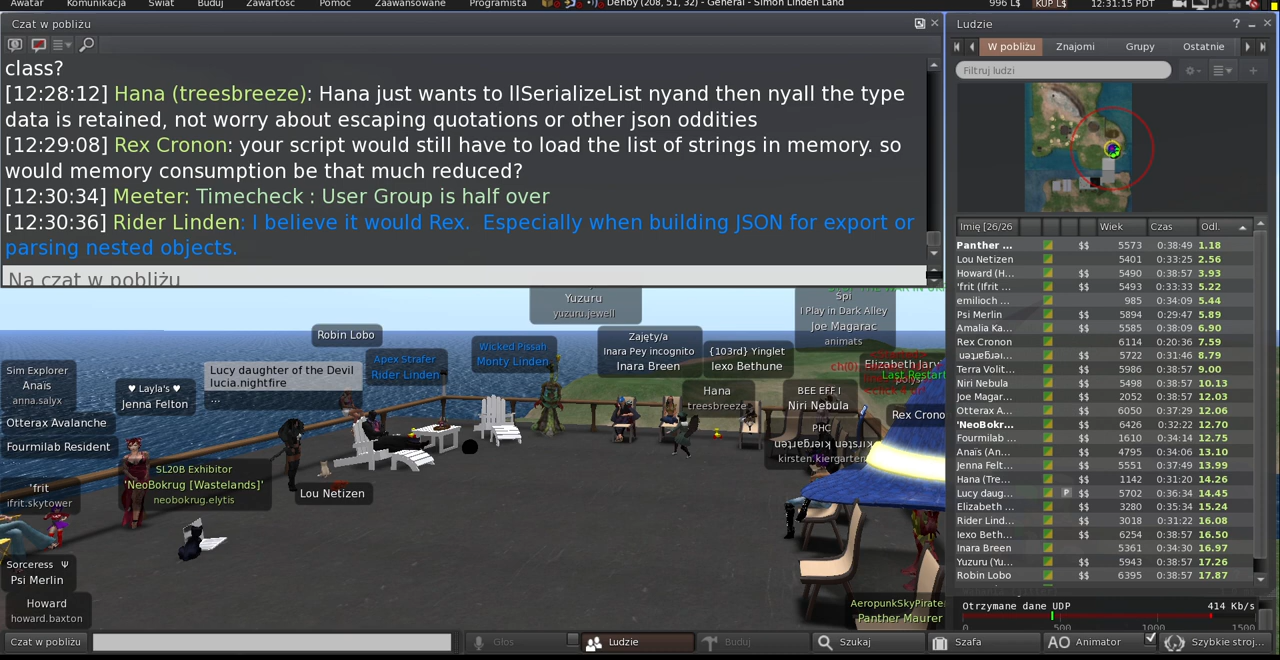 Awatar Komunikacja Świat Buduj Zawartość Pomoc Zaawansowane Programista Denby (208, 51, 32) - General - Simon Linden Land 996 L$ KUP L$ 12:31:15 PDT
Czat w pobliżu
class?
[12:28:12] Hana (treesbreeze): Hana just wants to llSerializeList nyand then nyall the type
data is retained, not worry about escaping quotations or other json oddities
[12:29:08] Rex Cronon: your script would still have to load the list of strings in memory. so
would memory consumption be that much reduced?
[12:30:34] Meeter: Timecheck : User Group is half over
[12:30:36] Rider Linden: I believe it would Rex.  Especially when building JSON for export or
parsing nested objects.
Na czat w pobliżu
Yuzuru
yuzuru.jewell
Spi
I Play in Dark Alley
Joe Magarac
animats
Robin Lobo
Wicked Pissah
Monty Linden
Zajęty/a
Inara Pey incognito
Inara Breen
{103rd} Yinglet
Iexo Bethune
Apex Strafer
Rider Linden
Lucy daughter of the Devil
lucia.nightfire
...
Sim Explorer
Anaïs
anna.salyx
♥ Layla's ♥
Jenna Felton
Elizabeth Jarv
polys
Last Restart
Hana
treesbreeze
BEE EFF I
Niri Nebula
Rex Crono
Otterax Avalanche
Fourmilab Resident
PHC
kirsten.kiergarten
SL20B Exhibitor
'NeoBokrug [Wastelands]'
neobokrug.elytis
Lou Netizen
'frit
ifrit.skytower
Sorceress Ψ
Psi Merlin
Howard
howard.baxton
AeropunkSkyPirate
Panther Maurer
Czat w pobliżu Głos Ludzie Buduj Szukaj Szafa AO Animator Szybkie stroj...
Ludzie
W pobliżu Znajomi Grupy Ostatnie
Filtruj ludzi
Imię [26/26 Wiek Czas Odl.
Panther ... $$ 5573 0:38:49 1.18
Lou Netizen 5401 0:33:25 2.56
Howard (H... $$ 5490 0:38:57 3.93
'frit (Ifrit ... $$ 5493 0:33:33 5.22
emilioch ... 985 0:34:09 5.44
Psi Merlin $$ 5894 0:29:47 5.89
Amalia Ka... $$ 5585 0:38:09 6.90
Rex Cronon 6114 0:20:36 7.59
$$ 5722 0:31:46 8.79
Terra Volit... $$ 5986 0:38:57 9.00
Niri Nebula $$ 5498 0:38:57 10.13
Joe Magar... $$ 2052 0:38:57 12.03
Otterax A... $$ 6050 0:37:29 12.06
'NeoBokr... $$ 6426 0:32:22 12.70
Fourmilab ... $$ 1610 0:34:14 12.75
Anaïs (An... $$ 4795 0:34:06 13.10
Jenna Felt... $$ 5551 0:37:49 13.99
Hana (Tre... $$ 1142 0:31:20 14.26
Lucy daug... P $$ 5702 0:36:34 14.45
Elizabeth ... $$ 3280 0:35:34 15.24
Rider Lind... $$ 3018 0:31:22 16.08
Iexo Beth... $$ 6254 0:38:57 16.50
Inara Breen 5361 0:34:30 16.97
Yuzuru (Yu... $$ 5943 0:38:57 17.26
Robin Lobo $$ 6395 0:38:57 17.87
Otrzymane dane UDP 414 Kb/s
0 500 1000 1500